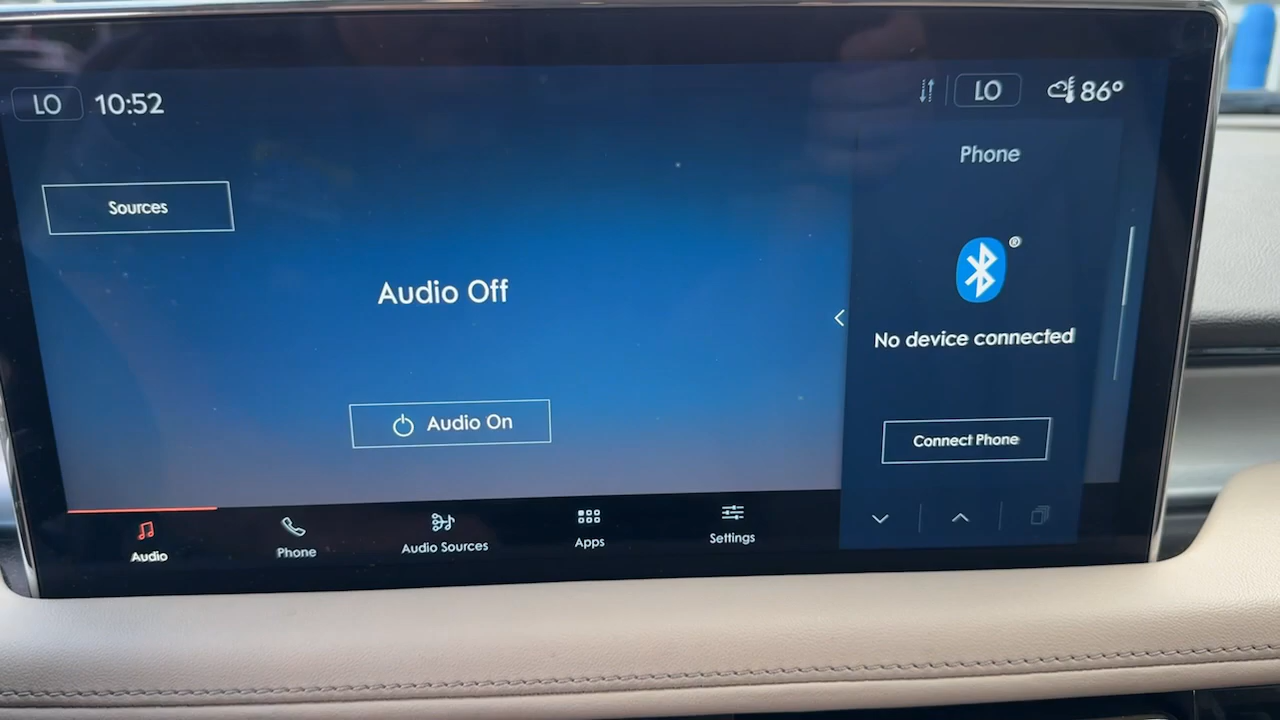 LO 10:52
LO 86°
Phone
Sources
Audio Off
No device connected
Audio On
Connect Phone
Audio
Phone
Audio Sources
Apps
Settings